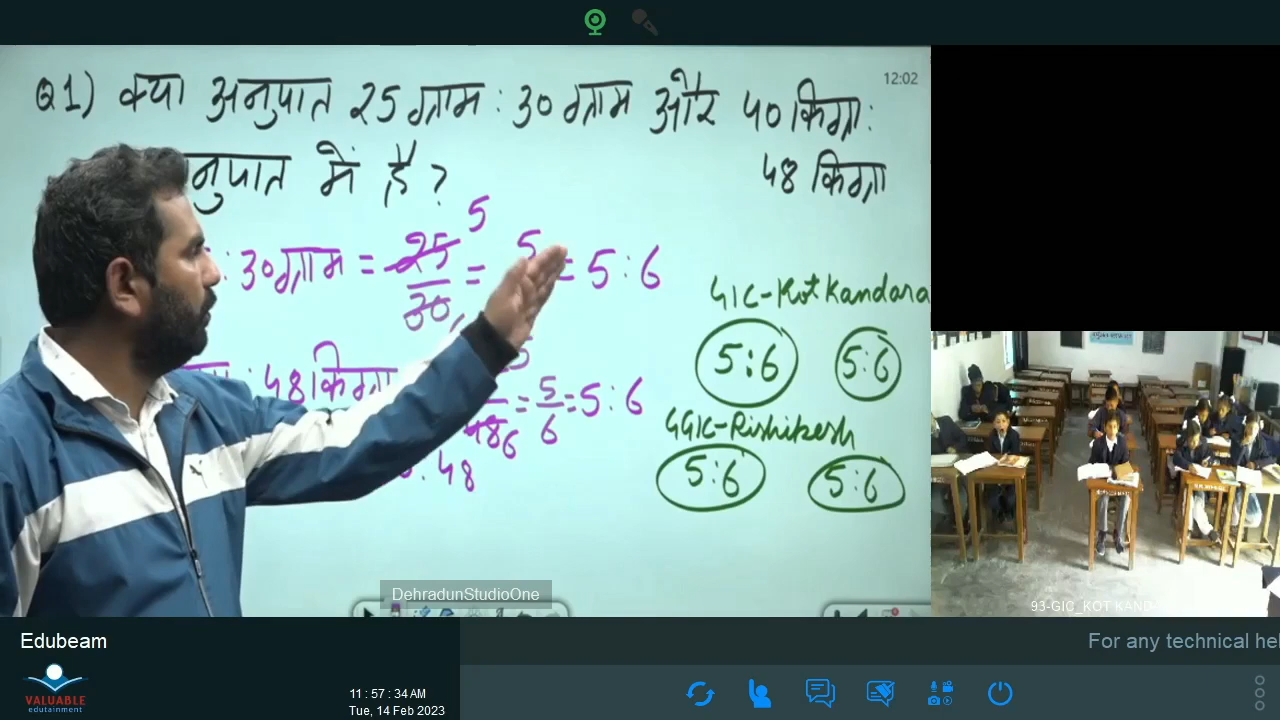 12:02
Q1) क्या अनुपात 25 ग्राम : 30 ग्राम और 40 किग्रा :
48 किग्रा
नुपात में है ?
: 30 ग्राम = 25/30 5 = 5 = 5 : 6
: 48 किग्रा 48 6 = 5/6 = 5 : 6
: 48
GIC-Kot Kandara
5:6 5:6
GGIC-Rishikesh
5:6 5:6
DehradunStudioOne
93-GIC_KOT KAND
Edubeam
For any technical hel
VALUABLE
edutainment
11 : 57 : 34 AM
Tue, 14 Feb 2023